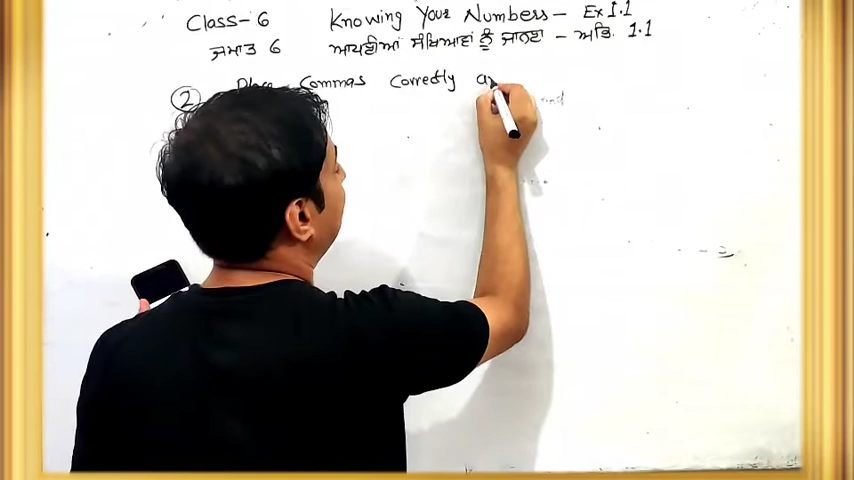 Class-6 Knowing Your Numbers - Ex 1.1
ਜਮਾਤ 6 ਆਪਣੀਆਂ ਸੰਖਿਆਵਾਂ ਨੂੰ ਜਾਨਣਾ - ਅਭਿ. 1.1
2 Place Commas Correctly a